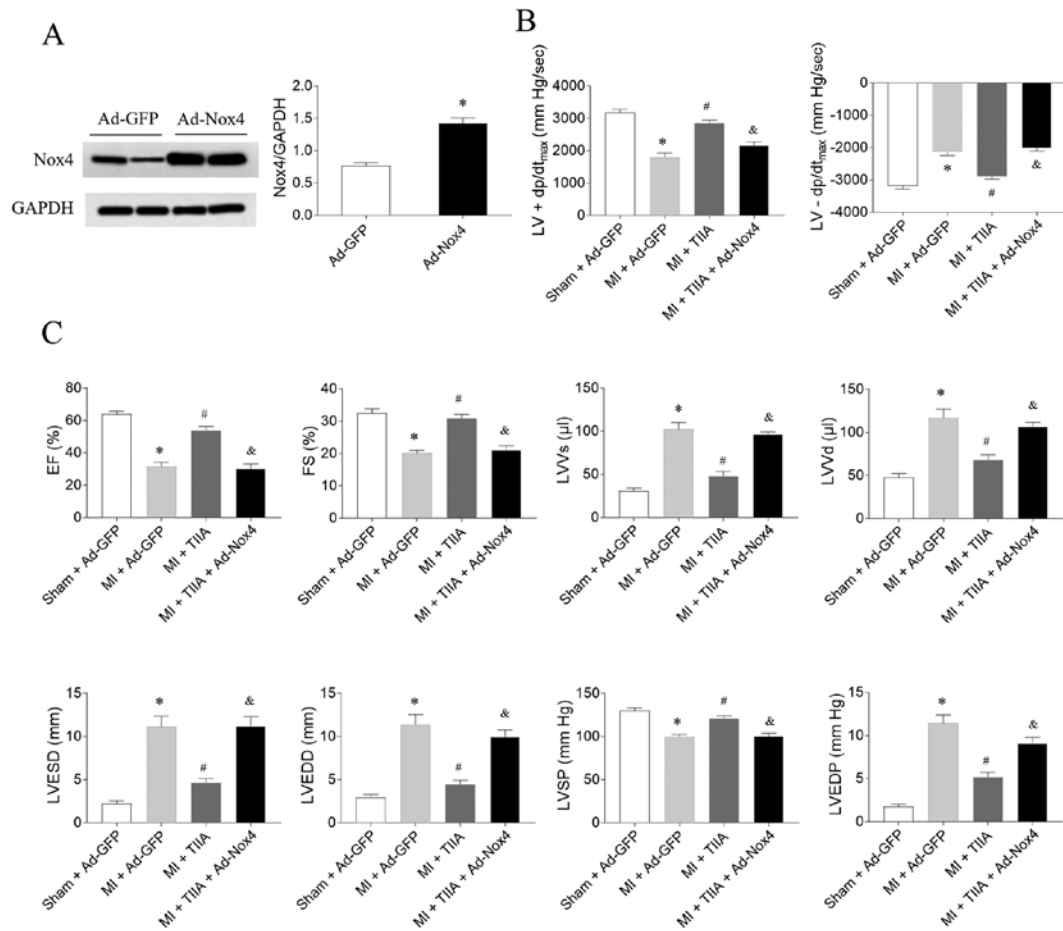 A
Ad-GFP Ad-Nox4
Nox4
GAPDH
Nox4/GAPDH
1.5
1.0
0.5
0.0
*
Ad-GFP
Ad-Nox4
B
LV + dp/dtmax (mm Hg/sec)
4000
3000
2000
1000
0
*
#
&
Sham + Ad-GFP
MI + Ad-GFP
MI + TIIA
MI + TIIA + Ad-Nox4
LV - dp/dtmax (mm Hg/sec)
0
-1000
-2000
-3000
-4000
*
#
&
Sham + Ad-GFP
MI + Ad-GFP
MI + TIIA
MI + TIIA + Ad-Nox4
C
EF (%)
80
60
40
20
0
*
#
&
Sham + Ad-GFP
MI + Ad-GFP
MI + TIIA
MI + TIIA + Ad-Nox4
FS (%)
40
30
20
10
0
*
#
&
Sham + Ad-GFP
MI + Ad-GFP
MI + TIIA
MI + TIIA + Ad-Nox4
LVVs (µl)
150
100
50
0
*
#
&
Sham + Ad-GFP
MI + Ad-GFP
MI + TIIA
MI + TIIA + Ad-Nox4
LVVd (µl)
150
100
50
0
*
#
&
Sham + Ad-GFP
MI + Ad-GFP
MI + TIIA
MI + TIIA + Ad-Nox4
LVESD (mm)
15
10
5
0
*
#
&
Sham + Ad-GFP
MI + Ad-GFP
MI + TIIA
MI + TIIA + Ad-Nox4
LVEDD (mm)
15
10
5
0
*
#
&
Sham + Ad-GFP
MI + Ad-GFP
MI + TIIA
MI + TIIA + Ad-Nox4
LVSP (mm Hg)
150
100
50
0
*
#
&
Sham + Ad-GFP
MI + Ad-GFP
MI + TIIA
MI + TIIA + Ad-Nox4
LVEDP (mm Hg)
15
10
5
0
*
#
&
Sham + Ad-GFP
MI + Ad-GFP
MI + TIIA
MI + TIIA + Ad-Nox4